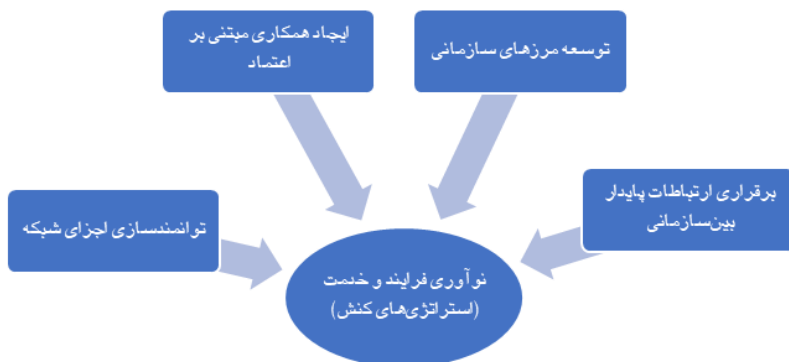 توسعه مرزهای سازمانی
ایجاد همکاری مبتنی بر
اعتماد
برقراری ارتباطات پایدار
بین‌سازمانی
توانمندسازی اجزای شبکه
نوآوری فرایند و خدمت
(استراتژی‌های کنش)